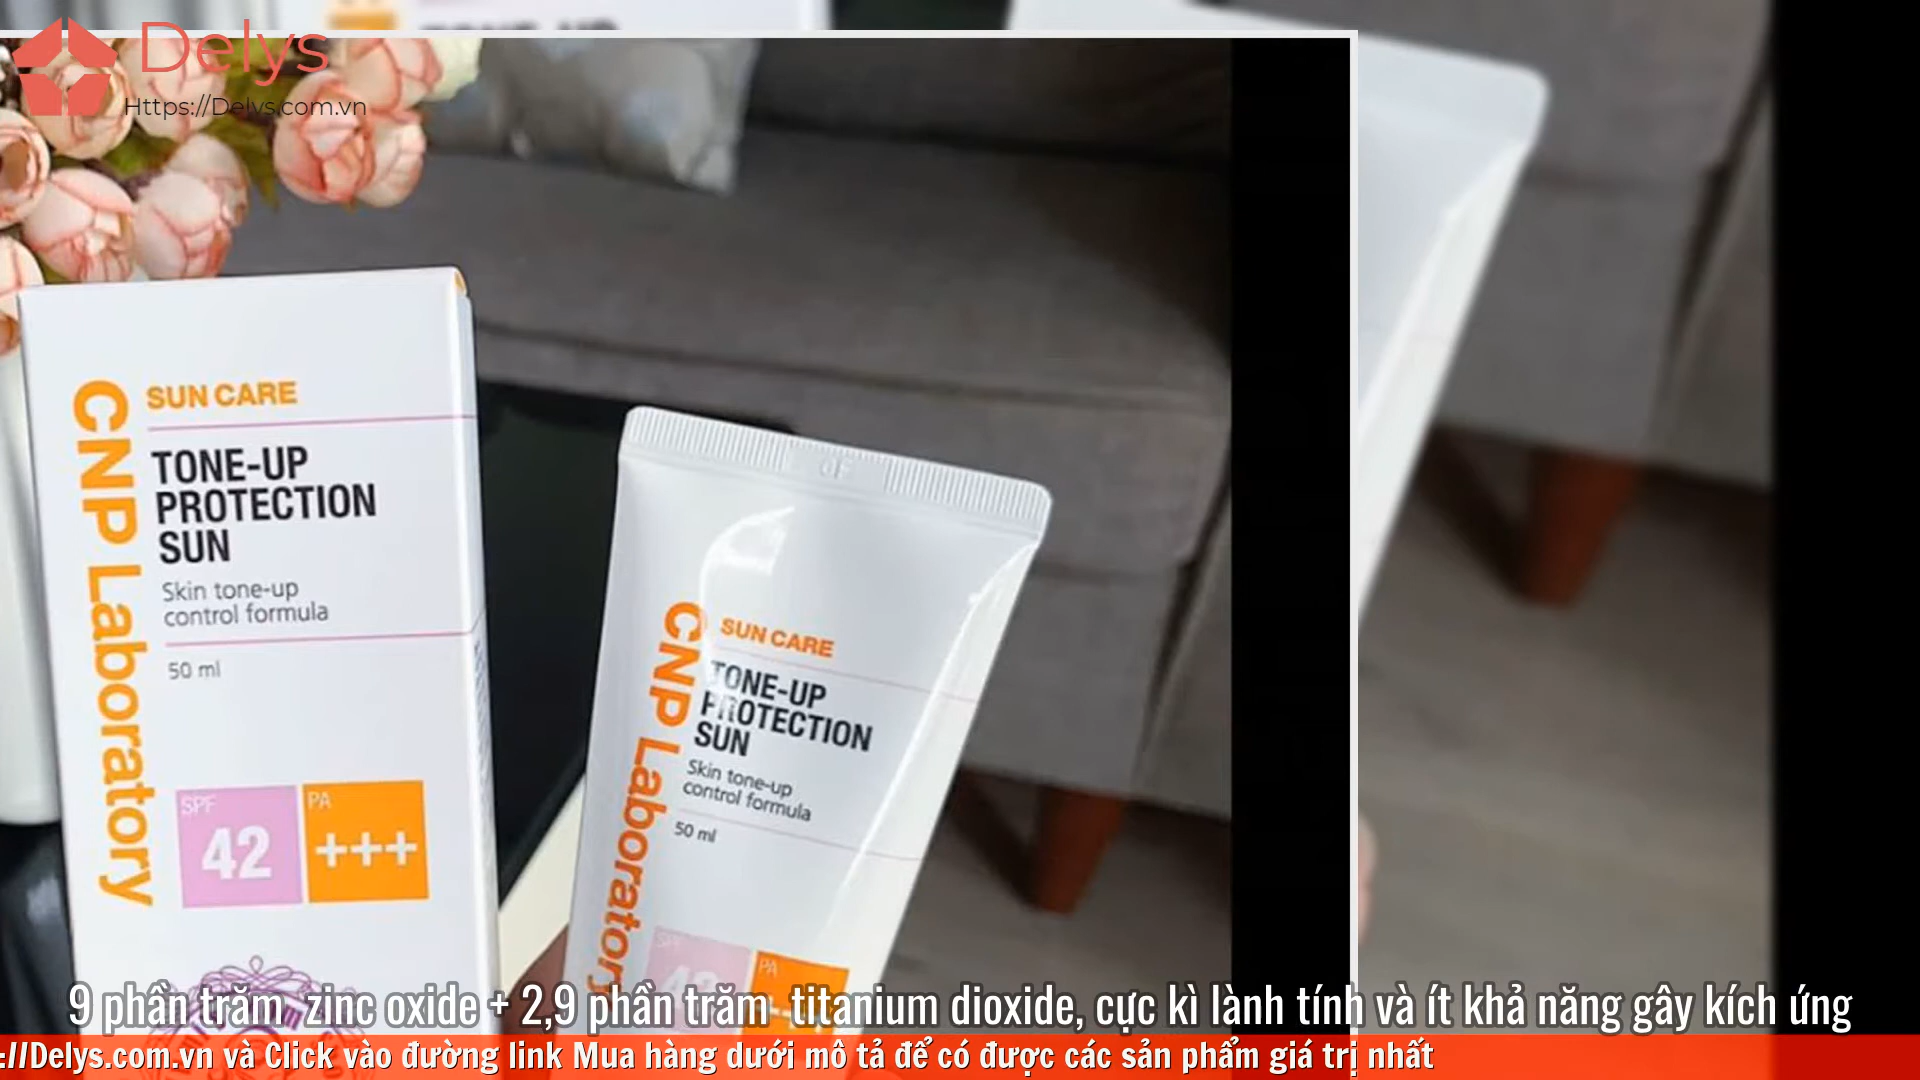 Delys
Https://Delys.com.vn
SUN CARE
CNP Laboratory
TONE-UP
PROTECTION
SUN
Skin tone-up
control formula
50 ml
SPF
42
PA
+++
SUN CARE
CNP Laboratory
TONE-UP
PROTECTION
SUN
Skin tone-up
control formula
50 ml
SPF
42
PA
9 phần trăm zinc oxide + 2,9 phần trăm titanium dioxide, cực kì lành tính và ít khả năng gây kích ứng
://Delys.com.vn và Click vào đường link Mua hàng dưới mô tả để có được các sản phẩm giá trị nhất